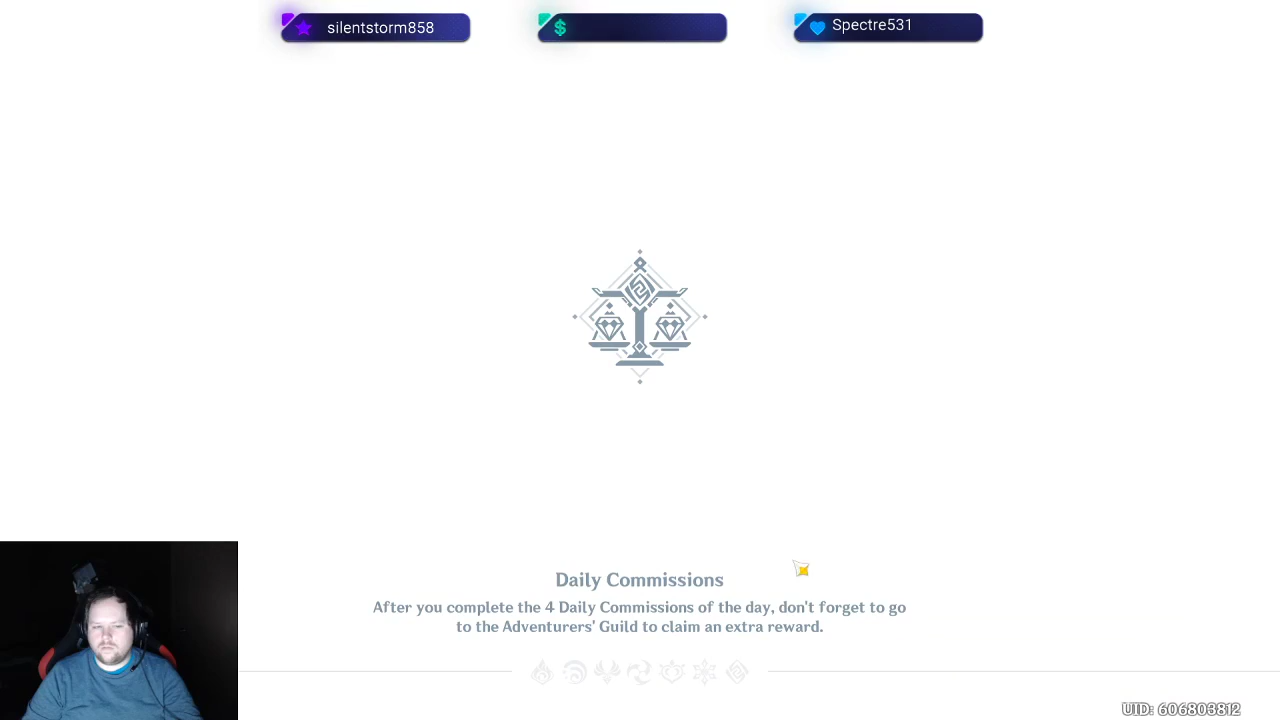 silentstorm858
$
Spectre531
Daily Commissions
After you complete the 4 Daily Commissions of the day, don't forget to go
to the Adventurers' Guild to claim an extra reward.
UID: 606803812